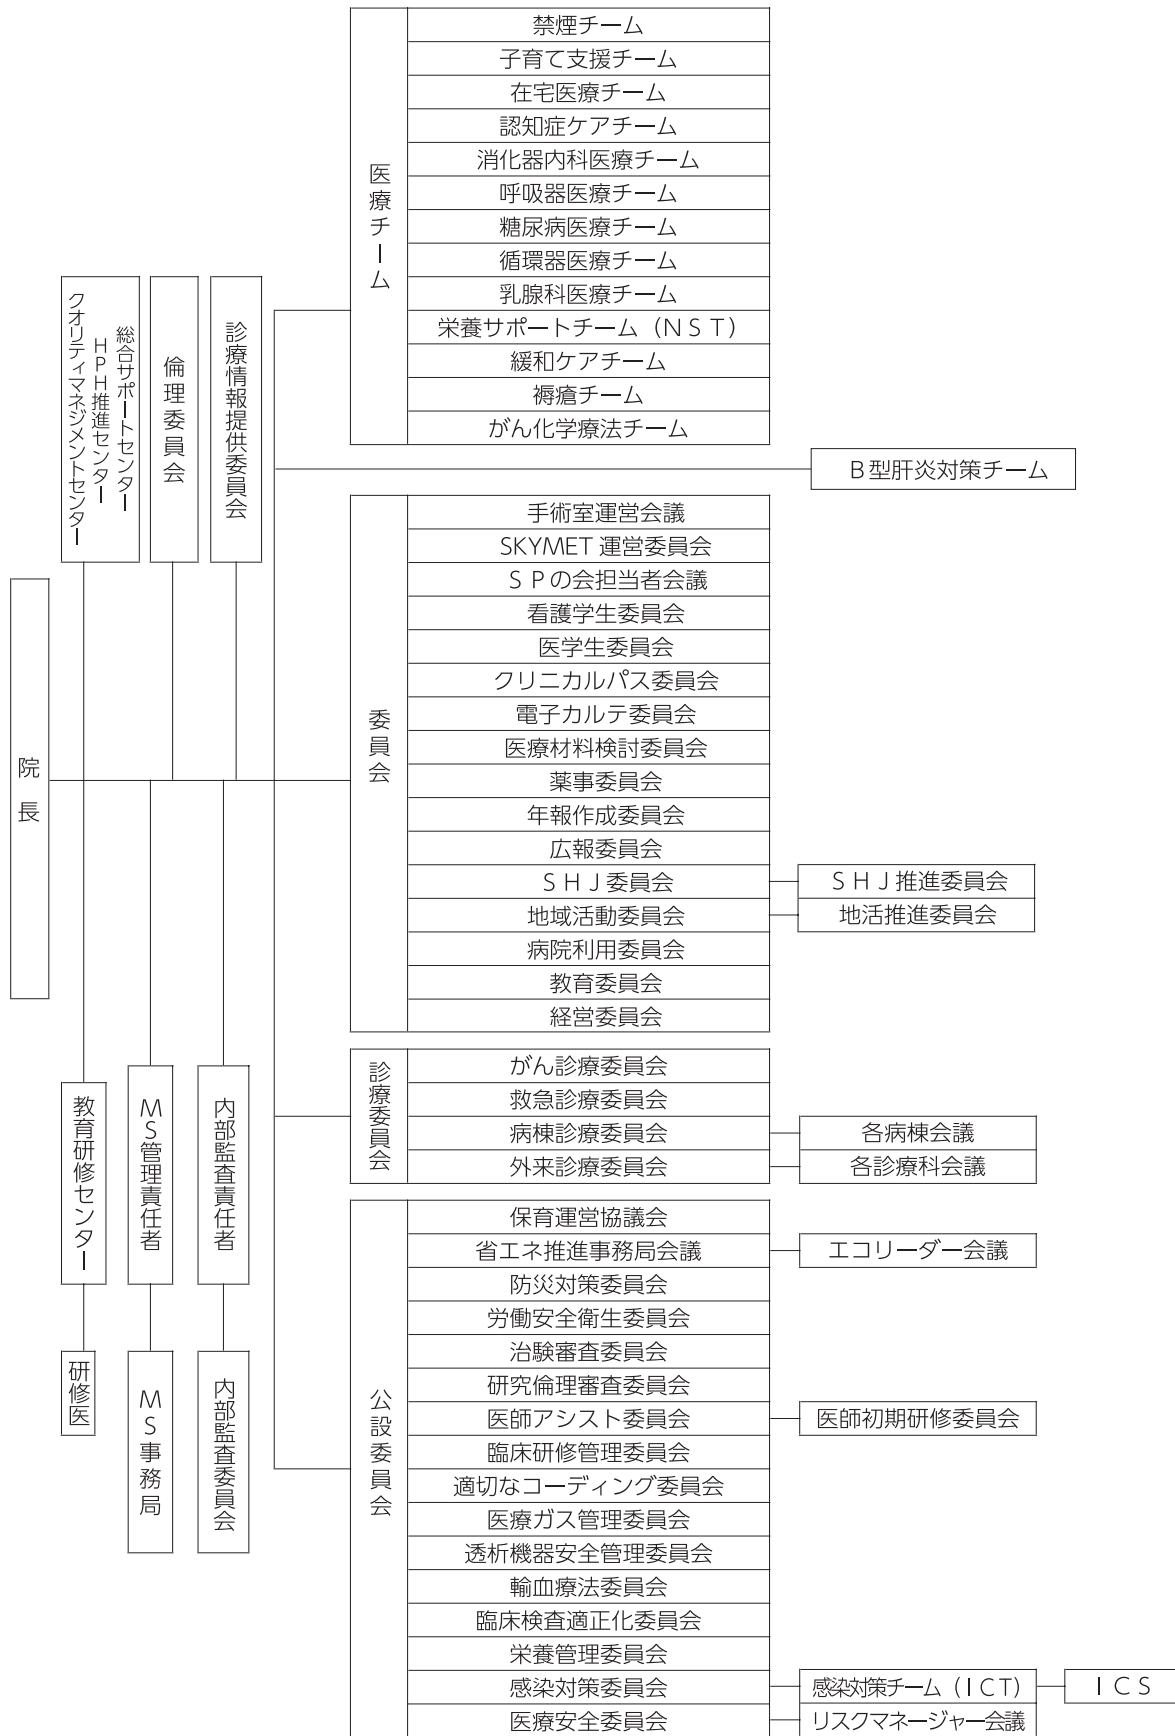 院長
総合サポートセンター
HPH推進センター
クオリティマネジメントセンター
倫理委員会
診療情報提供委員会
教育研修センター
研修医
MS管理責任者
MS事務局
内部監査責任者
内部監査委員会
医療チーム
禁煙チーム
子育て支援チーム
在宅医療チーム
認知症ケアチーム
消化器内科医療チーム
呼吸器医療チーム
糖尿病医療チーム
循環器医療チーム
乳腺科医療チーム
栄養サポートチーム（NST）
緩和ケアチーム
褥瘡チーム
がん化学療法チーム
B型肝炎対策チーム
委員会
手術室運営会議
SKYMET 運営委員会
SPの会担当者会議
看護学生委員会
医学生委員会
クリニカルパス委員会
電子カルテ委員会
医療材料検討委員会
薬事委員会
年報作成委員会
広報委員会
SHJ委員会
SHJ推進委員会
地域活動委員会
地活推進委員会
病院利用委員会
教育委員会
経営委員会
診療委員会
がん診療委員会
救急診療委員会
病棟診療委員会
各病棟会議
外来診療委員会
各診療科会議
公設委員会
保育運営協議会
省エネ推進事務局会議
エコリーダー会議
防災対策委員会
労働安全衛生委員会
治験審査委員会
研究倫理審査委員会
医師アシスト委員会
医師初期研修委員会
臨床研修管理委員会
適切なコーディング委員会
医療ガス管理委員会
透析機器安全管理委員会
輸血療法委員会
臨床検査適正化委員会
栄養管理委員会
感染対策委員会
感染対策チーム（ICT）
ICS
医療安全委員会
リスクマネージャー会議